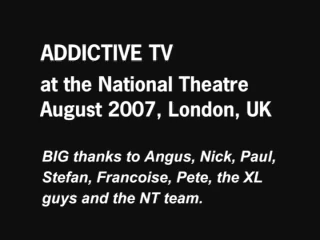 ADDICTIVE TV
at the National Theatre
August 2007, London, UK
BIG thanks to Angus, Nick, Paul,
Stefan, Francoise, Pete, the XL
guys and the NT team.